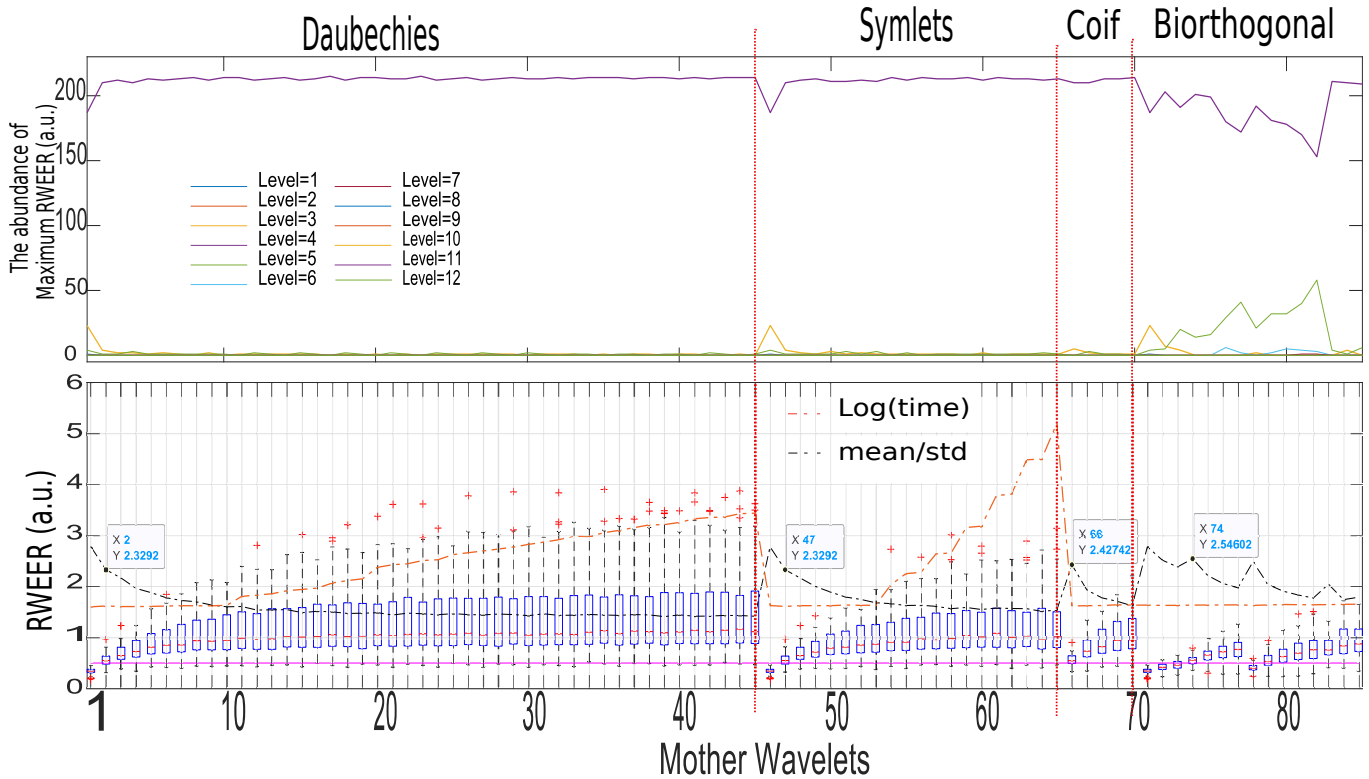 Daubechies Symlets Coif Biorthogonal
The abundance of
Maximum RWEER (a.u.)
200
150
100
50
0
Level=1 Level=7
Level=2 Level=8
Level=3 Level=9
Level=4 Level=10
Level=5 Level=11
Level=6 Level=12
RWEER (a.u.)
6
5
4
3
2
1
0
Log(time)
mean/std
X 2
Y 2.3292
X 47
Y 2.3292
X 66
Y 2.42742
X 74
Y 2.54602
1 10 20 30 40 50 60 70 80
Mother Wavelets